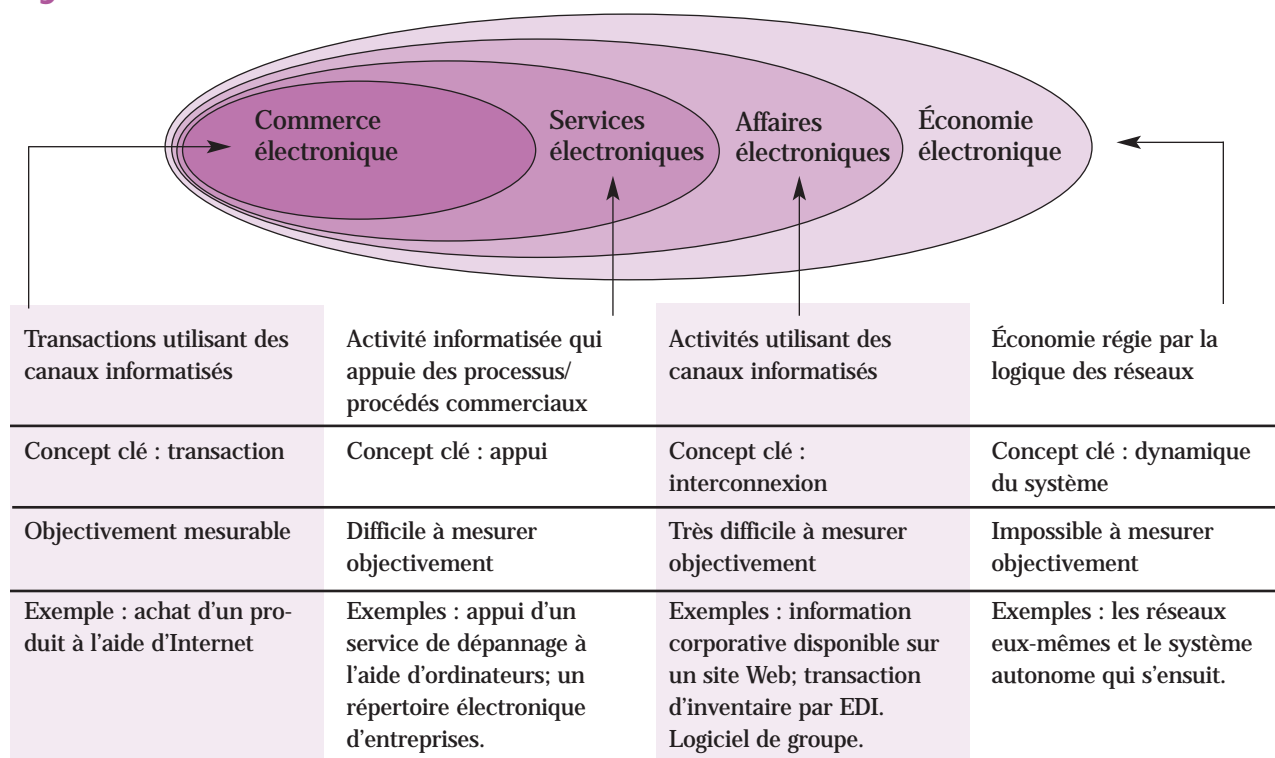 Commerce
électronique
Services
électroniques
Affaires
électroniques
Économie
électronique
Transactions utilisant des
canaux informatisés
Activité informatisée qui
appuie des processus/
procédés commerciaux
Activités utilisant des
canaux informatisés
Économie régie par la
logique des réseaux
Concept clé : transaction
Concept clé : appui
Concept clé :
interconnexion
Concept clé : dynamique
du système
Objectivement mesurable
Difficile à mesurer
objectivement
Très difficile à mesurer
objectivement
Impossible à mesurer
objectivement
Exemple : achat d’un pro-
duit à l’aide d’Internet
Exemples : appui d’un
service de dépannage à
l’aide d’ordinateurs; un
répertoire électronique
d’entreprises.
Exemples : information
corporative disponible sur
un site Web; transaction
d’inventaire par EDI.
Logiciel de groupe.
Exemples : les réseaux
eux-mêmes et le système
autonome qui s'ensuit.